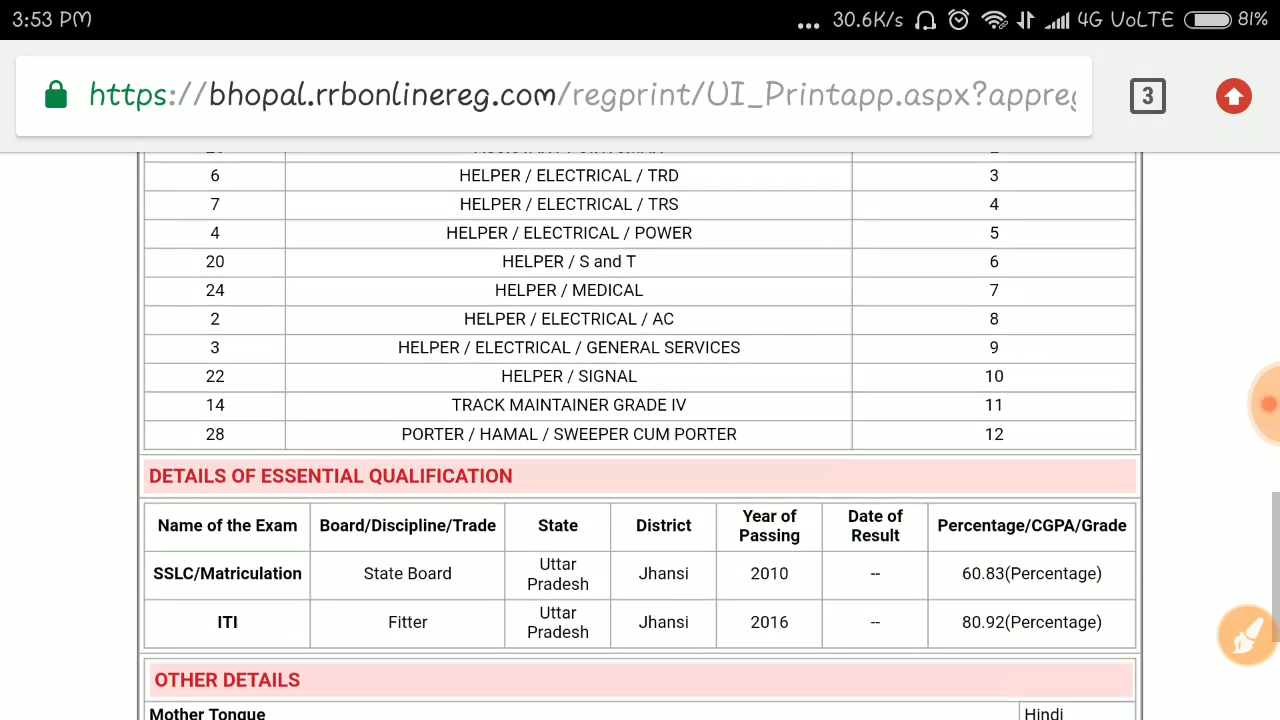 3:53 PM ... 30.6K/s 4G VoLTE 81%
https://bhopal.rrbonlinereg.com/regprint/UI_Printapp.aspx?appreg 3
6 HELPER / ELECTRICAL / TRD 3
7 HELPER / ELECTRICAL / TRS 4
4 HELPER / ELECTRICAL / POWER 5
20 HELPER / S and T 6
24 HELPER / MEDICAL 7
2 HELPER / ELECTRICAL / AC 8
3 HELPER / ELECTRICAL / GENERAL SERVICES 9
22 HELPER / SIGNAL 10
14 TRACK MAINTAINER GRADE IV 11
28 PORTER / HAMAL / SWEEPER CUM PORTER 12
DETAILS OF ESSENTIAL QUALIFICATION
Name of the Exam Board/Discipline/Trade State District Year of Passing Date of Result Percentage/CGPA/Grade
SSLC/Matriculation State Board Uttar Pradesh Jhansi 2010 -- 60.83(Percentage)
ITI Fitter Uttar Pradesh Jhansi 2016 -- 80.92(Percentage)
OTHER DETAILS
Mother Tongue Hindi